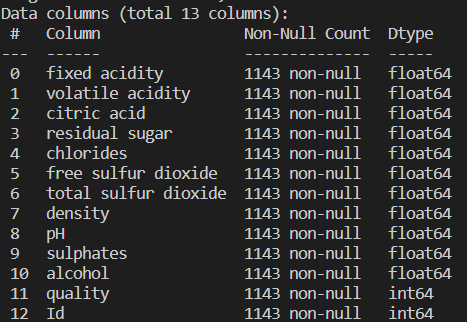 Data columns (total 13 columns):
 #   Column                Non-Null Count  Dtype
---  ------                --------------  -----
 0   fixed acidity         1143 non-null   float64
 1   volatile acidity      1143 non-null   float64
 2   citric acid           1143 non-null   float64
 3   residual sugar        1143 non-null   float64
 4   chlorides             1143 non-null   float64
 5   free sulfur dioxide   1143 non-null   float64
 6   total sulfur dioxide  1143 non-null   float64
 7   density               1143 non-null   float64
 8   pH                    1143 non-null   float64
 9   sulphates             1143 non-null   float64
 10  alcohol               1143 non-null   float64
 11  quality               1143 non-null   int64
 12  Id                    1143 non-null   int64